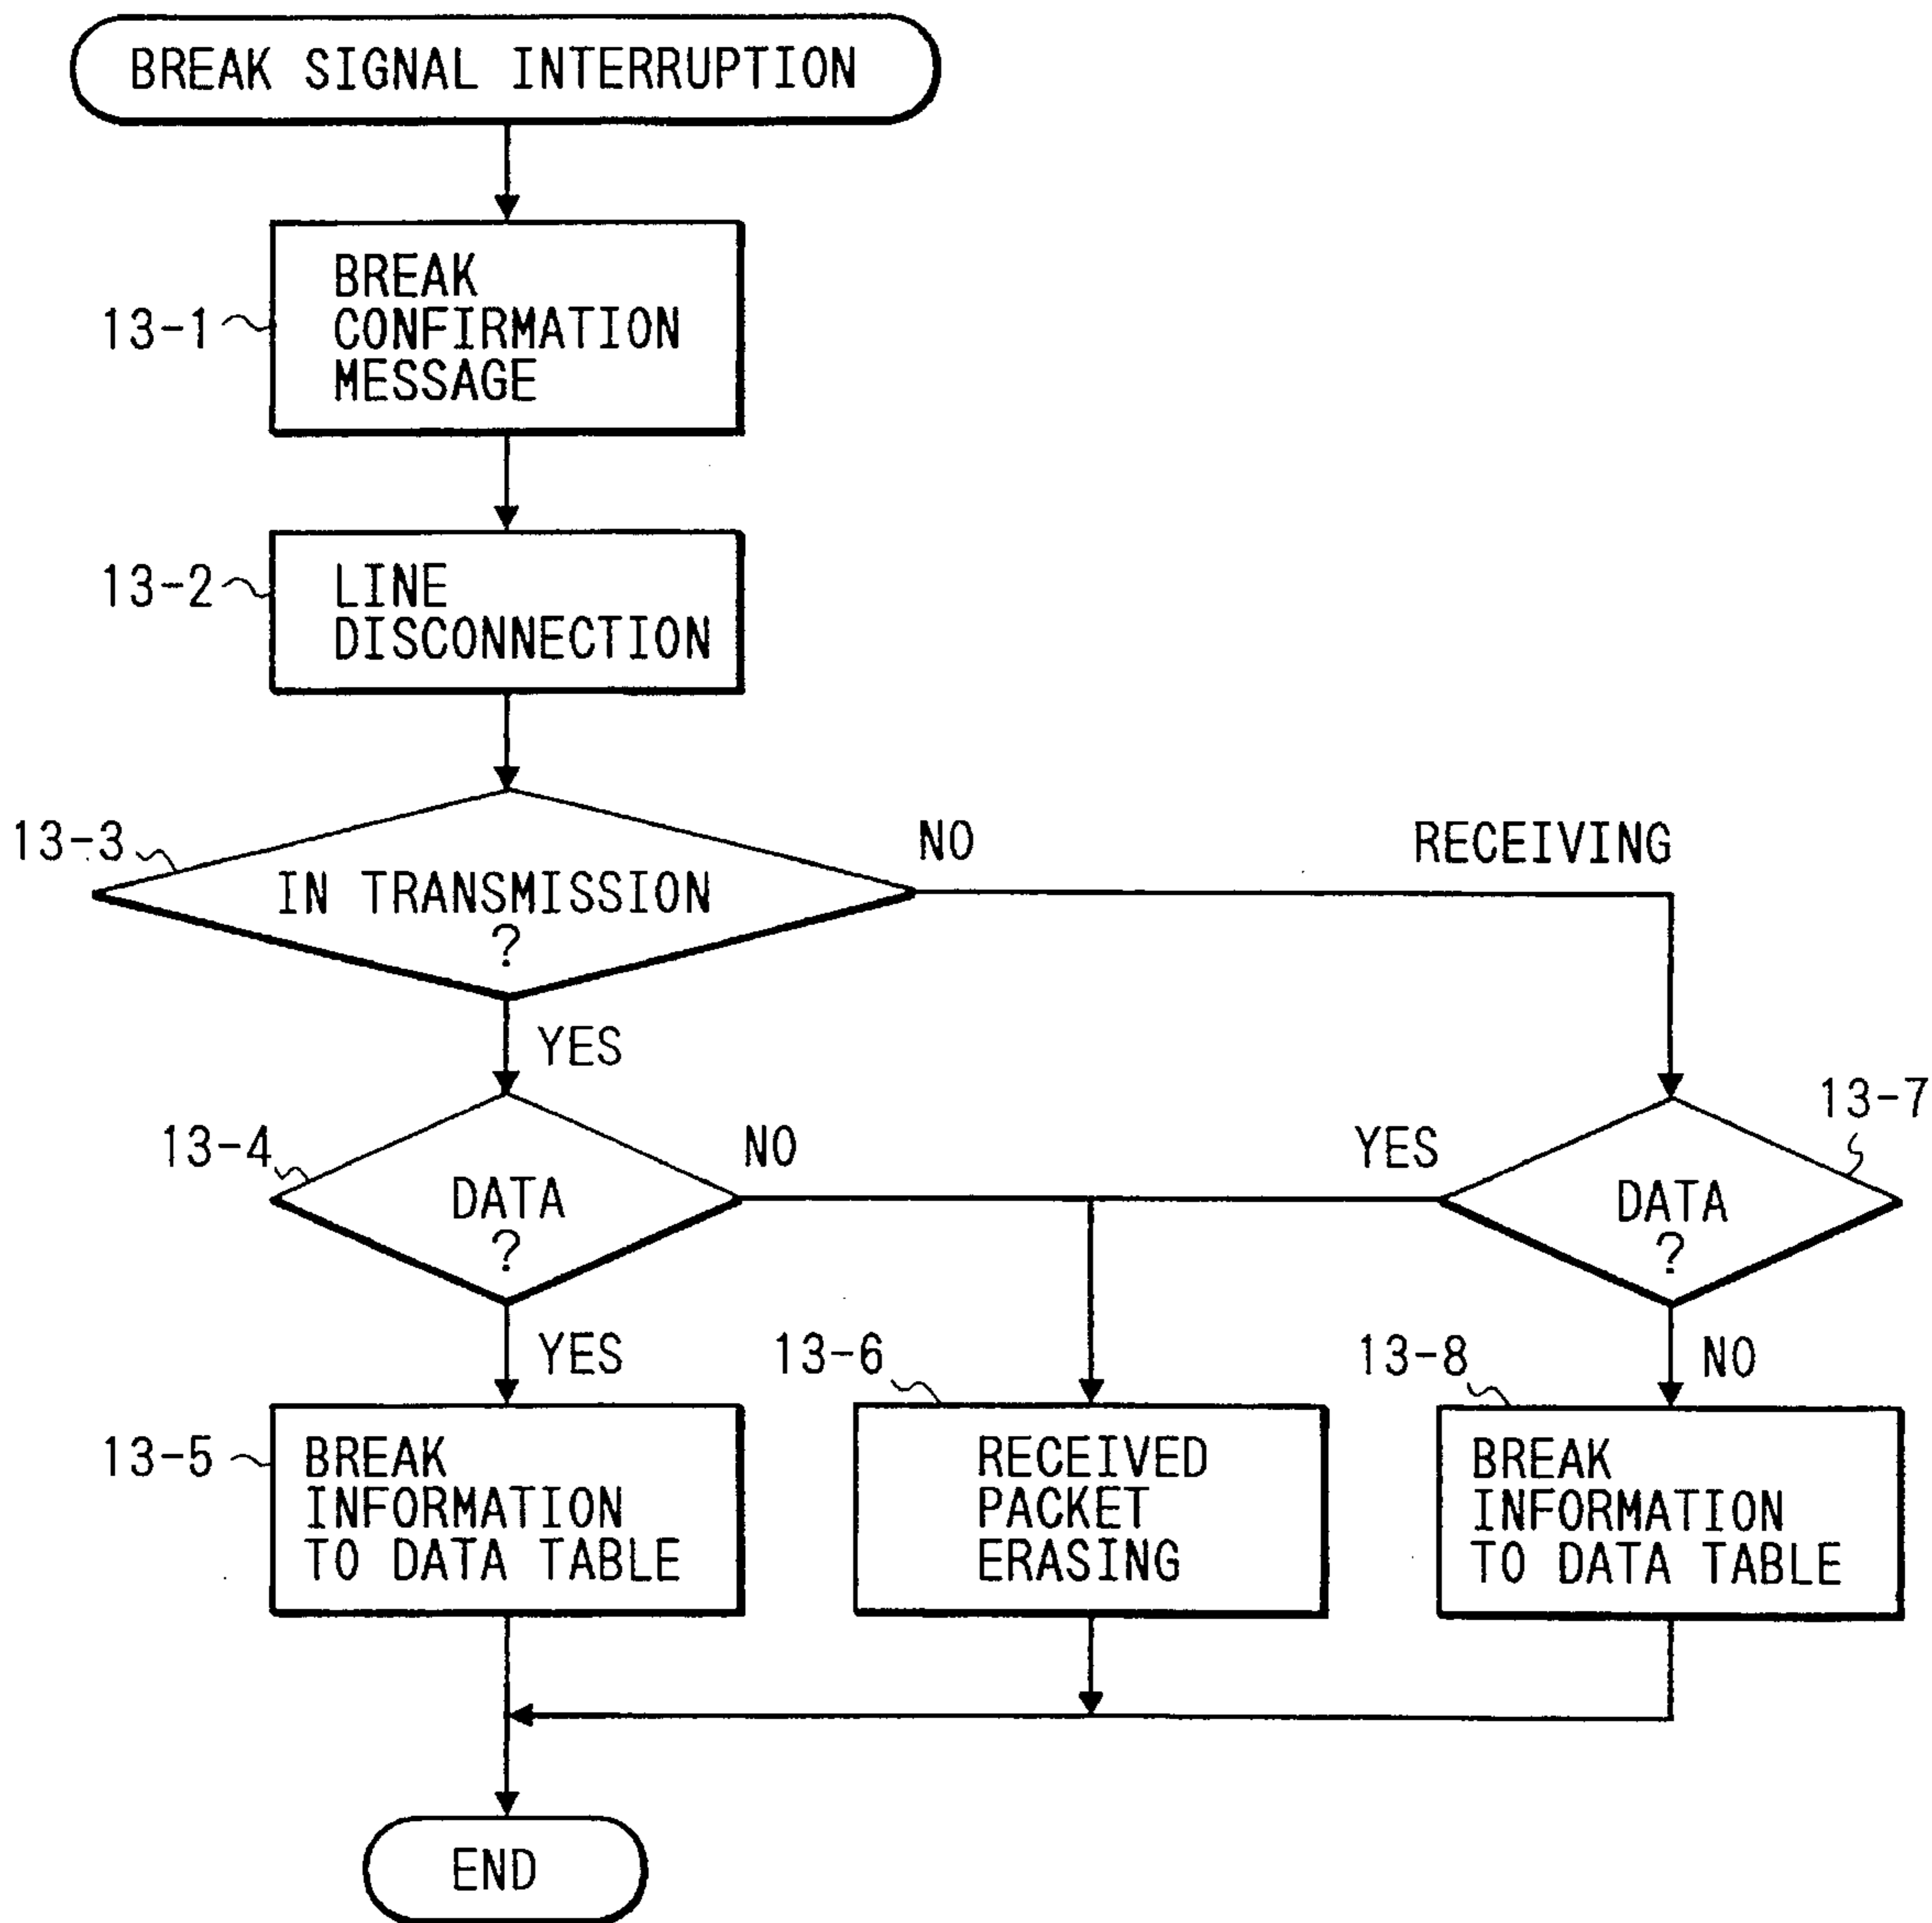 BREAK SIGNAL INTERRUPTION
13-1
BREAK
CONFIRMATION
MESSAGE
13-2
LINE
DISCONNECTION
13-3
IN TRANSMISSION
?
NO
RECEIVING
YES
13-4
DATA
?
NO
YES
13-7
DATA
?
YES
13-6
13-8
NO
13-5
BREAK
INFORMATION
TO DATA TABLE
RECEIVED
PACKET
ERASING
BREAK
INFORMATION
TO DATA TABLE
END